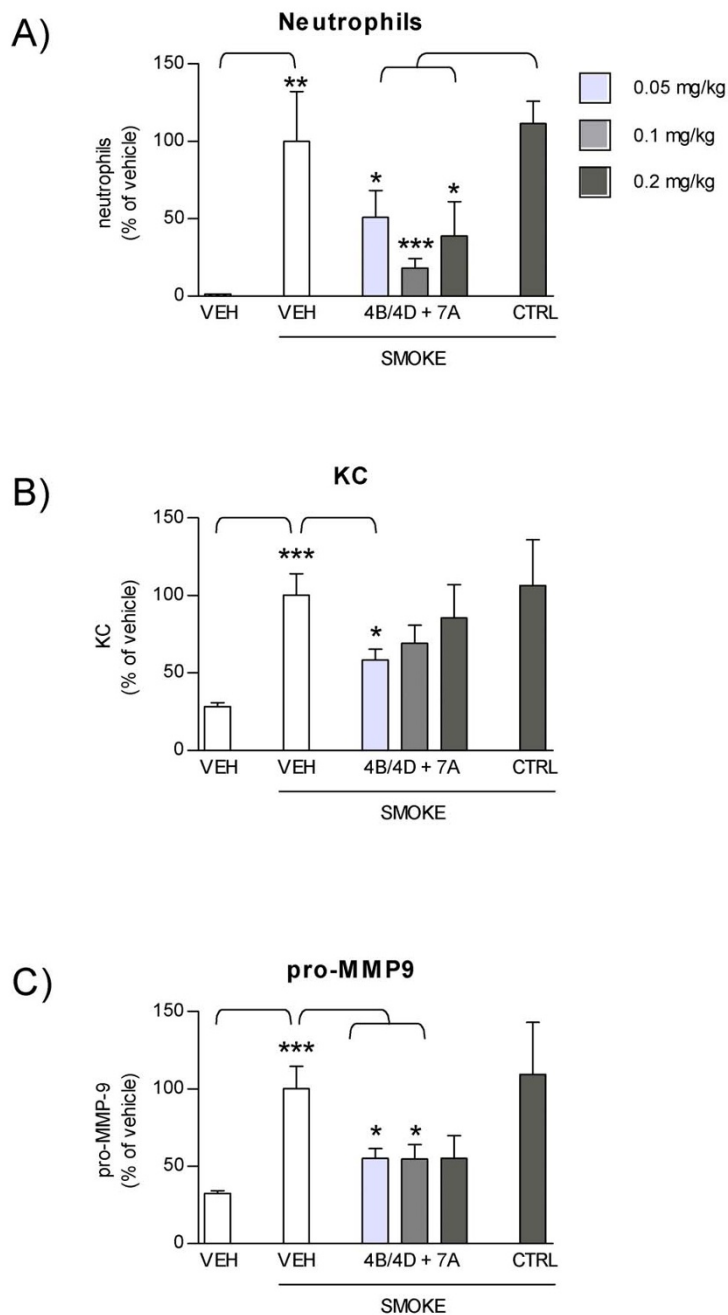 A)
Neutrophils
neutrophils
(% of vehicle)
150
100
50
0
**
*
***
*
VEH
VEH
4B/4D + 7A
CTRL
SMOKE
0.05 mg/kg
0.1 mg/kg
0.2 mg/kg
B)
KC
KC
(% of vehicle)
150
100
50
0
***
*
VEH
VEH
4B/4D + 7A
CTRL
SMOKE
C)
pro-MMP9
pro-MMP-9
(% of vehicle)
150
100
50
0
***
*
*
VEH
VEH
4B/4D + 7A
CTRL
SMOKE